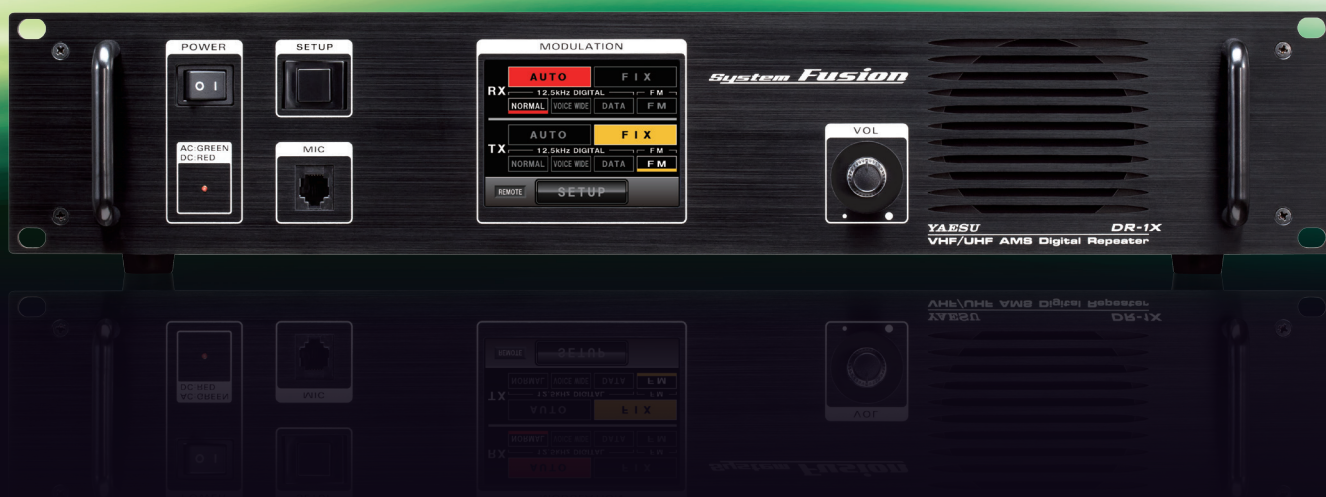 POWER
O I
AC:GREEN
DC:RED
SETUP
MIC
MODULATION
RX
AUTO
FIX
12.5kHz DIGITAL
FM
NORMAL
VOICE WIDE
DATA
FM
TX
AUTO
FIX
12.5kHz DIGITAL
FM
NORMAL
VOICE WIDE
DATA
FM
REMOTE
SETUP
System Fusion
VOL
YAESU DR-1X
VHF/UHF AMS Digital Repeater